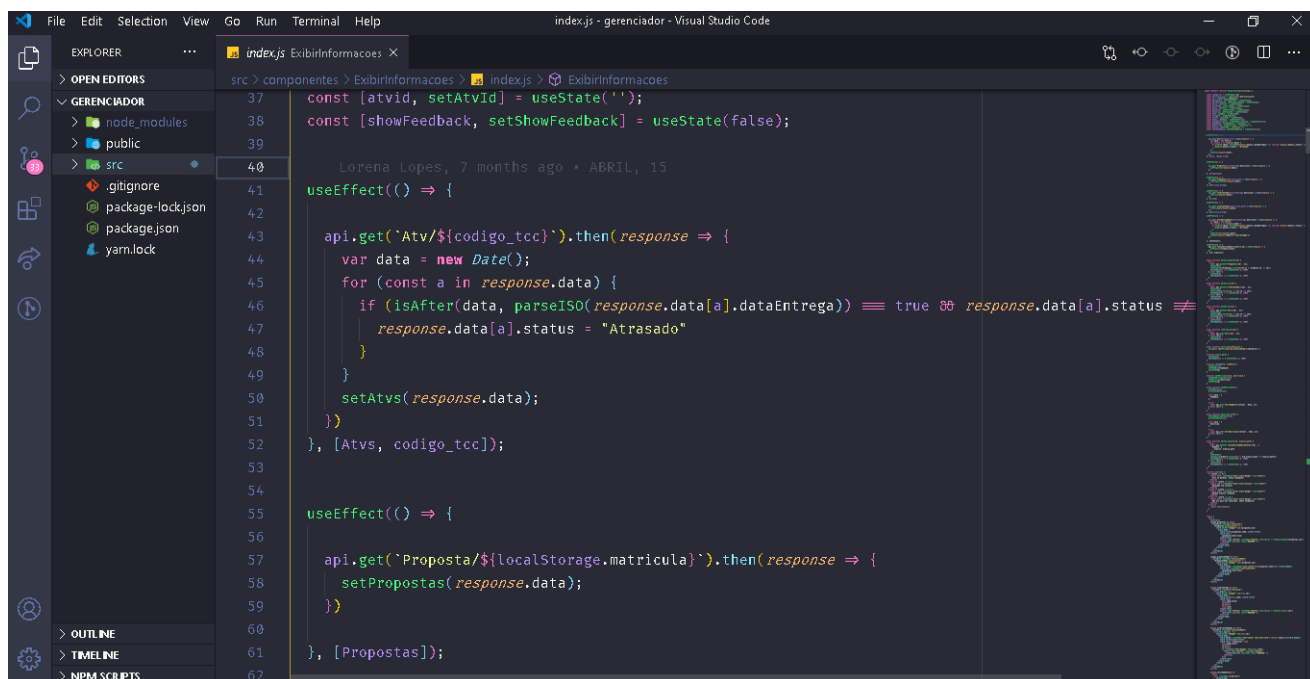 File Edit Selection View Go Run Terminal Help index.js - gerenciador - Visual Studio Code
EXPLORER
index.js ExibirInformacoes
OPEN EDITORS
src > componentes > ExibirInformacoes > index.js > ExibirInformacoes
GERENCIADOR
node_modules
public
src
.gitignore
package-lock.json
package.json
yarn.lock
33
37 const [atvid, setAtvId] = useState('');
38 const [showFeedback, setShowFeedback] = useState(false);
39
40 Lorena Lopes, 7 months ago • ABRIL, 15
41 useEffect(() => {
42
43 api.get(`Atv/${codigo_tcc}`).then(response => {
44 var data = new Date();
45 for (const a in response.data) {
46 if (isAfter(data, parseISO(response.data[a].dataEntrega)) === true && response.data[a].status !==
47 response.data[a].status = "Atrasado"
48 }
49 }
50 setAtvs(response.data);
51 })
52 }, [Atvs, codigo_tcc]);
53
54
55 useEffect(() => {
56
57 api.get(`Proposta/${localStorage.matricula}`).then(response => {
58 setPropostas(response.data);
59 })
60
61 }, [Propostas]);
62
OUTLINE
TIMELINE
NPM SCRIPTS